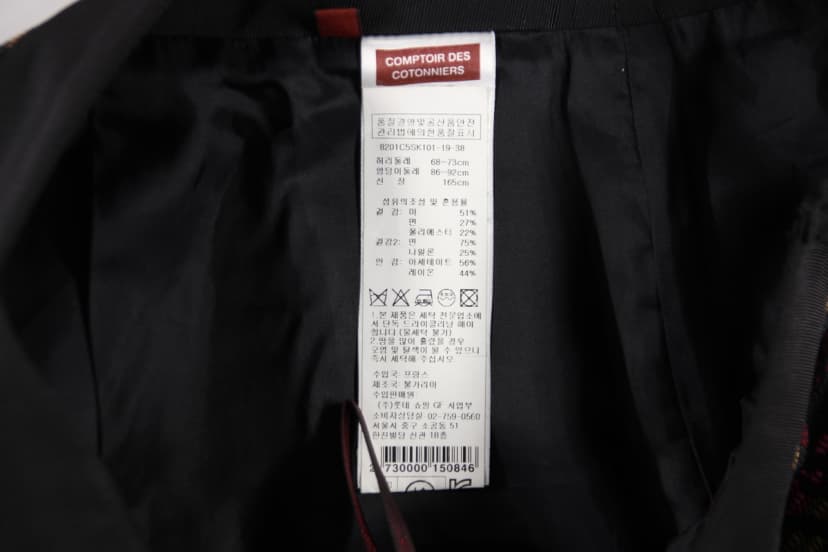 COMPTOIR DES
COTONNIERS
품질경영및공산품안전
관리법에의한품질표시
8201C5SK101-19-38
허리둘레 68-73cm
엉덩이둘레 86-92cm
신 장 165cm
섬유의조성 및 혼용율
겉 감: 마 51%
면 27%
폴리에스터 22%
겉감2: 면 75%
나일론 25%
안 감: 아세테이트 56%
레이온 44%
1.본 제품은 세탁 전문업소에
서 단독 드라이클리닝 해야
합니다(물세탁 불가)
2.땀을 많이 흘렸을 경우
오염 및 탈색이 될 수 있으니
즉시 세탁해 주십시오.
수입국: 프랑스
제조국: 불가리아
수입판매원
(주)롯데 쇼핑 GF 사업부
소비자상담실 02-759-0560
서울시 중구 소공동 51
한진빌딩 신관 18층
2 730000 150846